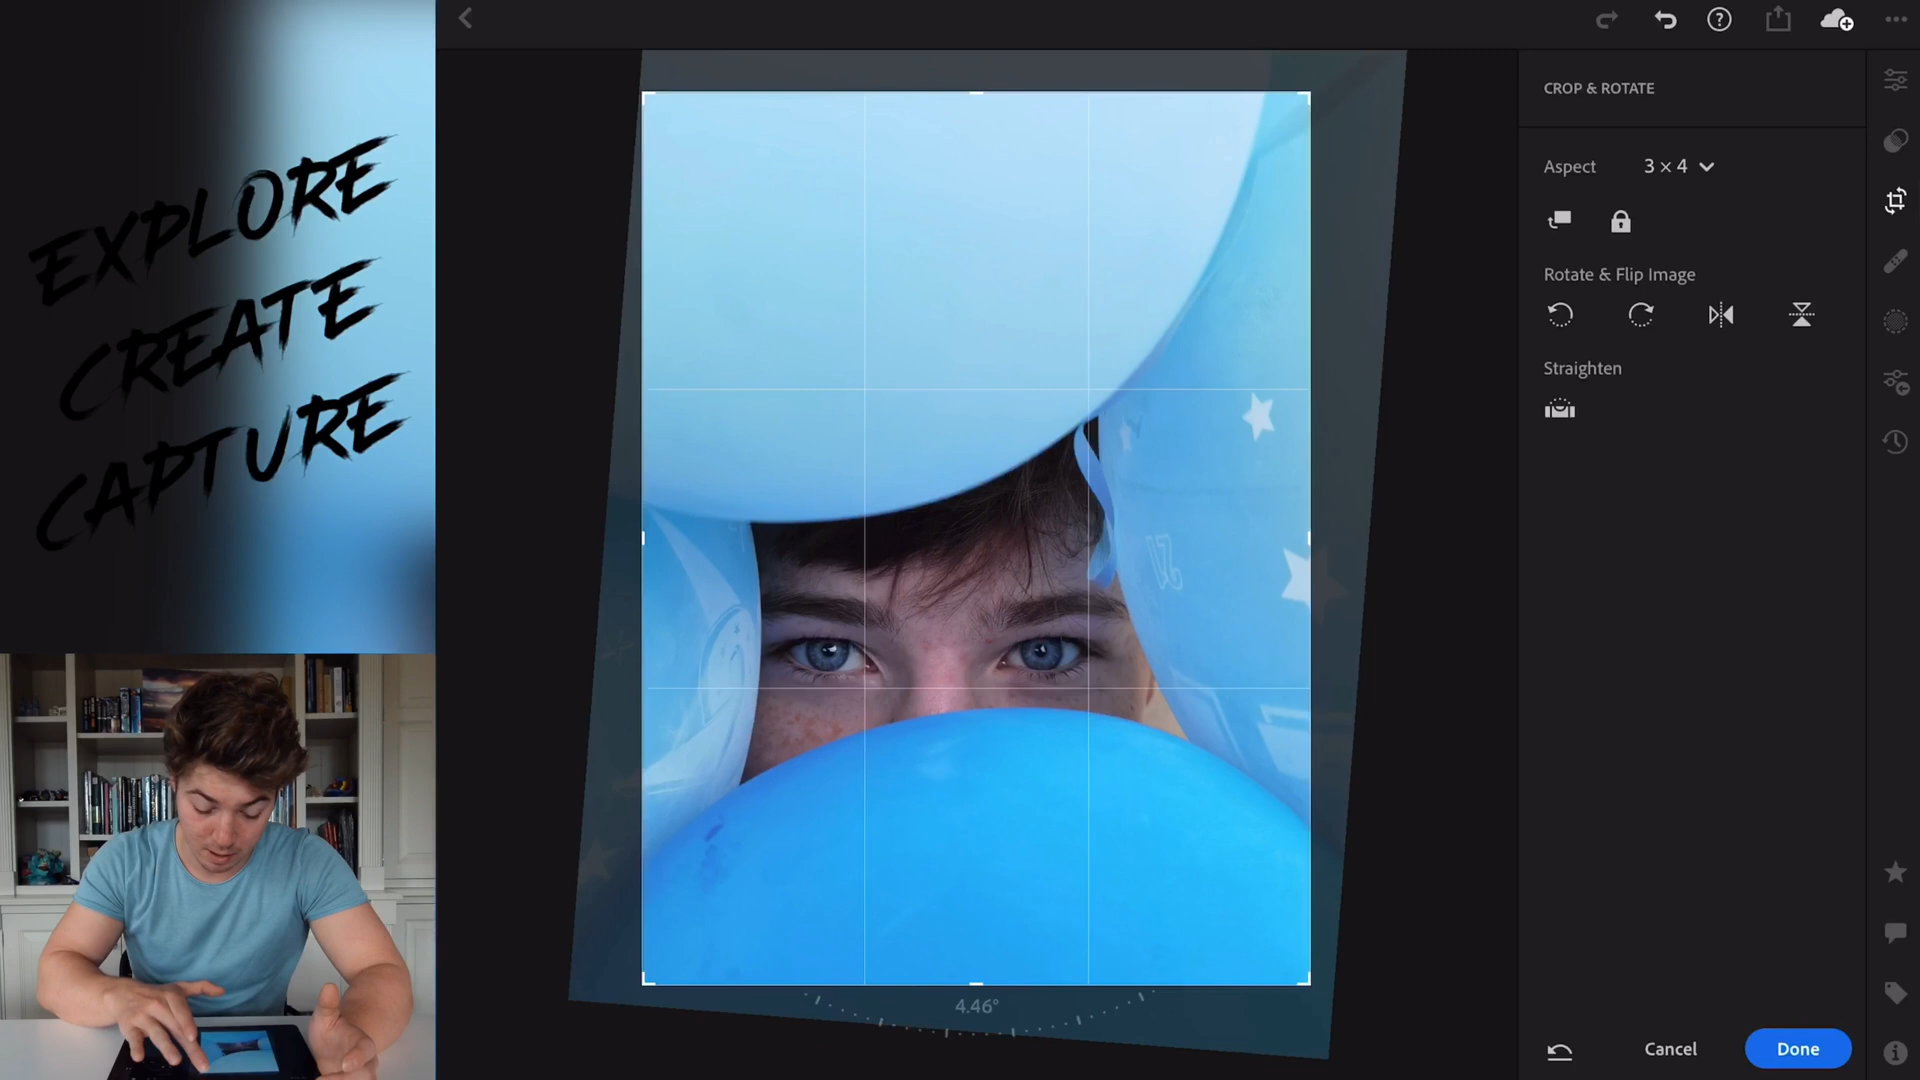 EXPLORE
CREATE
CAPTURE
CROP & ROTATE
Aspect 3 × 4
Rotate & Flip Image
Straighten
4.46°
Cancel Done